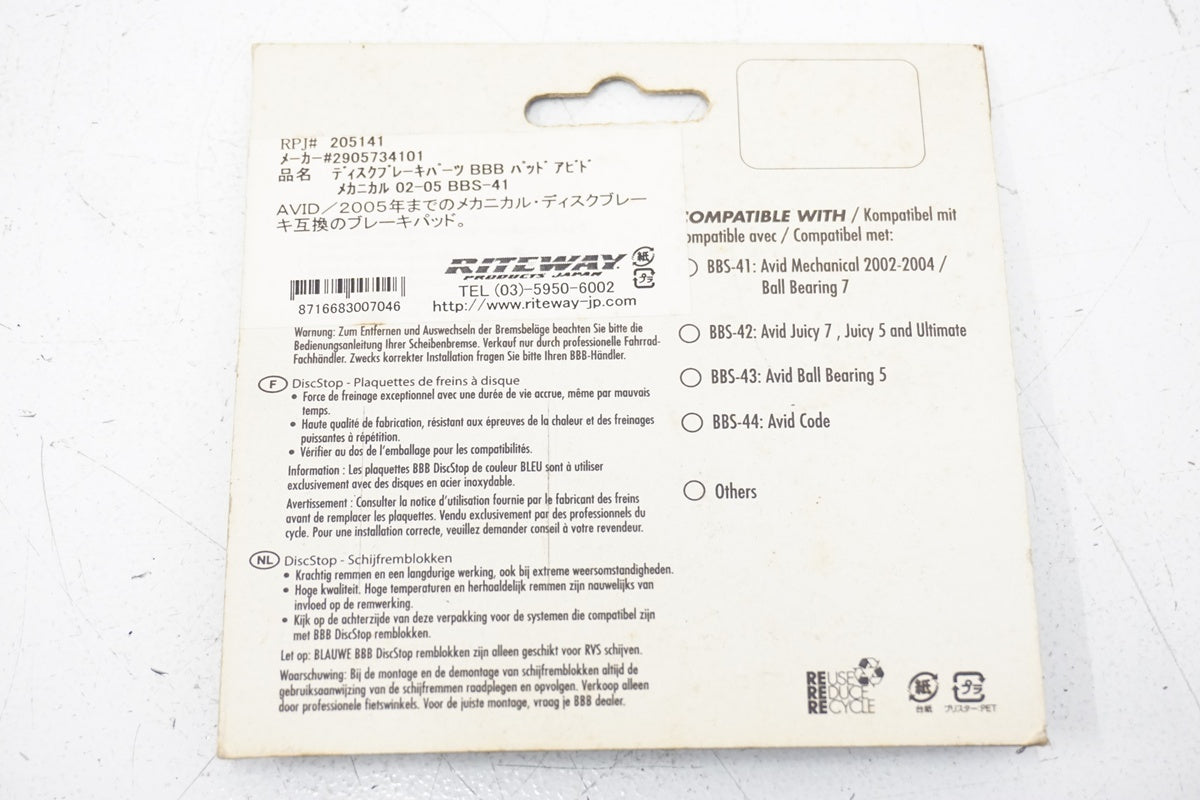 RPJ# 205141
メーカー#2905734101
品名 ディスクブレーキパーツ BBB パッド アビド
メカニカル 02-05 BBS-41
AVID／2005年までのメカニカル・ディスクブレー
キ互換のブレーキパッド。
RITEWAY
PRODUCTS JAPAN
紙
プラ
TEL (03)-5950-6002
http://www.riteway-jp.com
8716683007046
Warnung: Zum Entfernen und Auswechseln der Bremsbeläge beachten Sie bitte die
Bedienungsanleitung Ihrer Scheibenbremse. Verkauf nur durch professionelle Fahrrad-
Fachhändler. Zwecks korrekter Installation fragen Sie bitte Ihren BBB-Händler.
F DiscStop - Plaquettes de freins à disque
• Force de freinage exceptionnel avec une durée de vie accrue, même par mauvais
temps.
• Haute qualité de fabrication, résistant aux épreuves de la chaleur et des freinages
puissantes à répétition.
• Vérifier au dos de l'emballage pour les compatibilités.
Information : Les plaquettes BBB DiscStop de couleur BLEU sont à utiliser
exclusivement avec des disques en acier inoxydable.
Avertissement : Consulter la notice d'utilisation fournie par le fabricant des freins
avant de remplacer les plaquettes. Vendu exclusivement par des professionnels du
cycle. Pour une installation correcte, veuillez demander conseil à votre revendeur.
NL DiscStop - Schijfremblokken
• Krachtig remmen en een langdurige werking, ook bij extreme weersomstandigheden.
• Hoge kwaliteit. Hoge temperaturen en herhaaldelijk remmen zijn nauwelijks van
invloed op de remwerking.
• Kijk op de achterzijde van deze verpakking voor de systemen die compatibel zijn
met BBB DiscStop remblokken.
Let op: BLAUWE BBB DiscStop remblokken zijn alleen geschikt voor RVS schijven.
Waarschuwing: Bij de montage en de demontage van schijfremblokken altijd de
gebruiksaanwijzing van de schijfremmen raadplegen en opvolgen. Verkoop alleen
door professionele fietswinkels. Voor de juiste montage, vraag je BBB dealer.
COMPATIBLE WITH / Kompatibel mit
ompatible avec / Compatibel met:
BBS-41: Avid Mechanical 2002-2004 /
Ball Bearing 7
BBS-42: Avid Juicy 7 , Juicy 5 and Ultimate
BBS-43: Avid Ball Bearing 5
BBS-44: Avid Code
Others
REUSE
REDUCE
RECYCLE
紙
台紙
プラ
ブリスター:PET